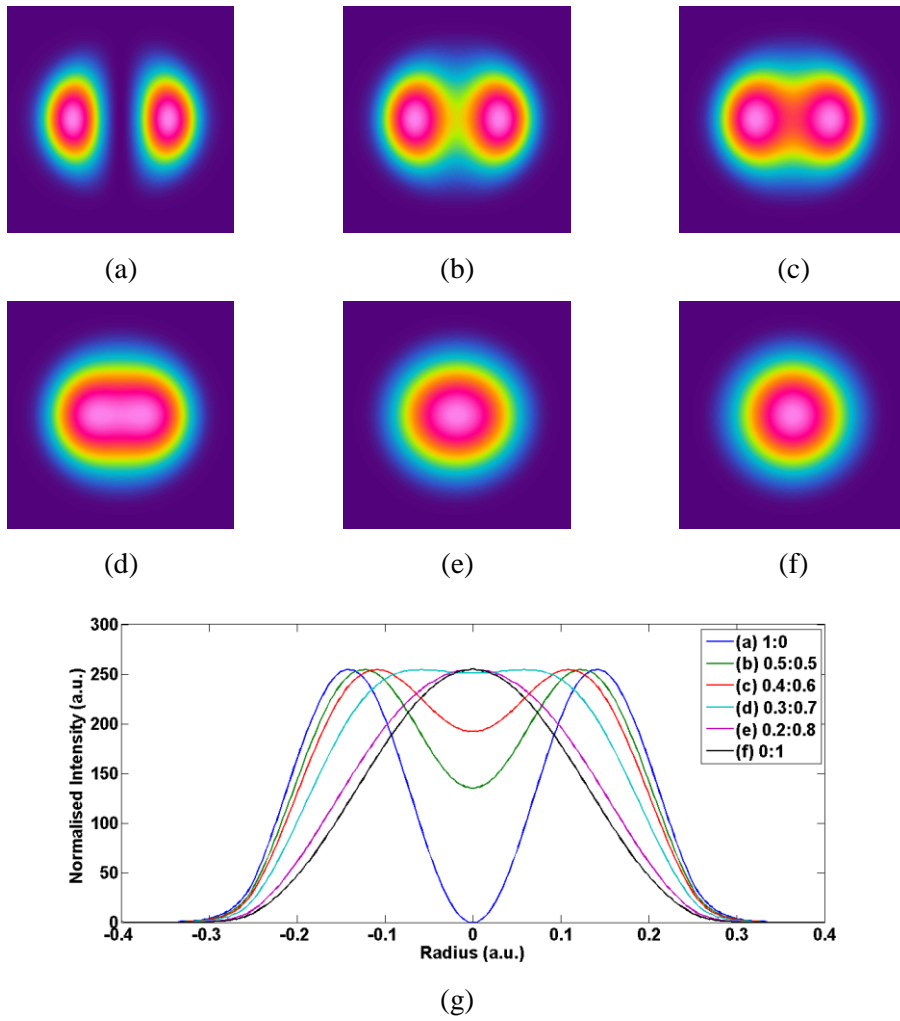 (a) (b) (c)
(d) (e) (f)
Normalised Intensity (a.u.)
300
250
200
150
100
50
0
-0.4 -0.3 -0.2 -0.1 0 0.1 0.2 0.3 0.4
Radius (a.u.)
(a) 1:0
(b) 0.5:0.5
(c) 0.4:0.6
(d) 0.3:0.7
(e) 0.2:0.8
(f) 0:1
(g)